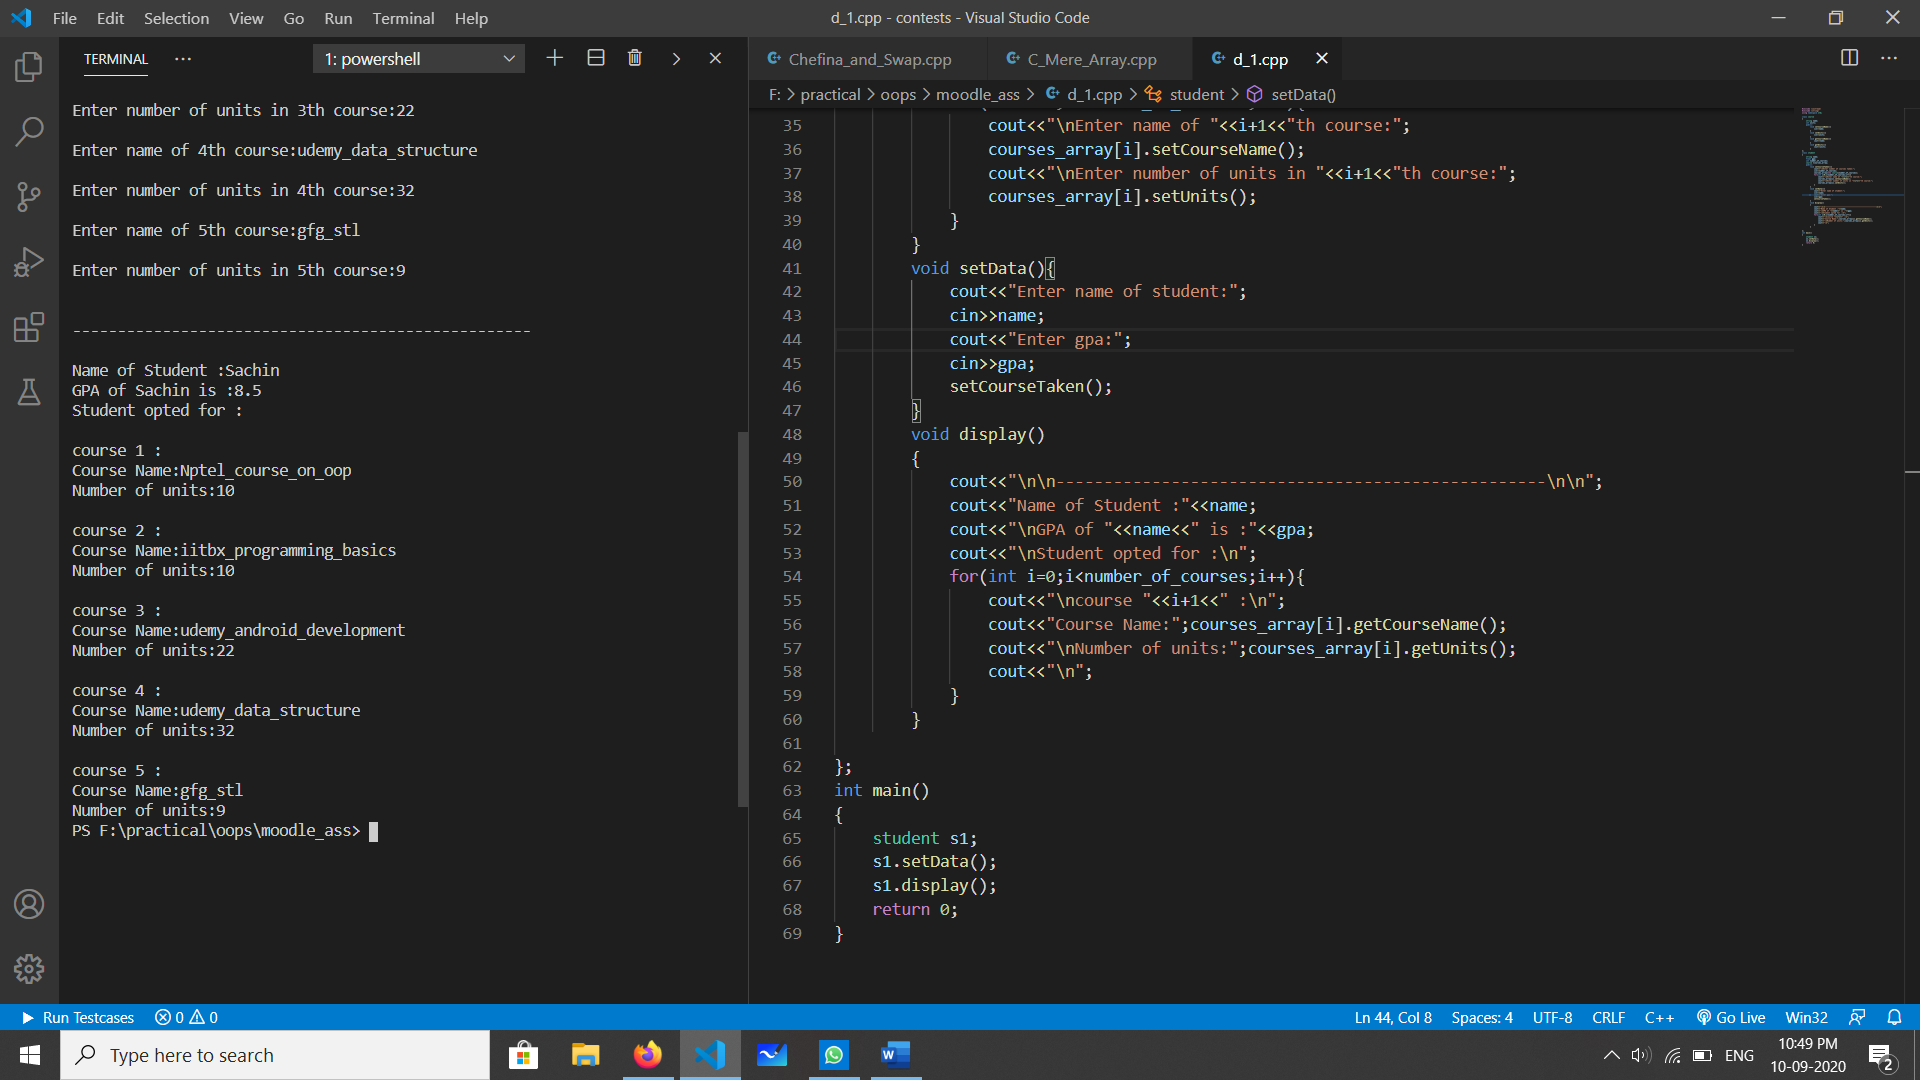 File Edit Selection View Go Run Terminal Help
d_1.cpp - contests - Visual Studio Code
TERMINAL ··· 1: powershell
Enter number of units in 3th course:22
Enter name of 4th course:udemy_data_structure
Enter number of units in 4th course:32
Enter name of 5th course:gfg_stl
Enter number of units in 5th course:9
---------------------------------------------------
Name of Student :Sachin
GPA of Sachin is :8.5
Student opted for :
course 1 :
Course Name:Nptel_course_on_oop
Number of units:10
course 2 :
Course Name:iitbx_programming_basics
Number of units:10
course 3 :
Course Name:udemy_android_development
Number of units:22
course 4 :
Course Name:udemy_data_structure
Number of units:32
course 5 :
Course Name:gfg_stl
Number of units:9
PS F:\practical\oops\moodle_ass>
Chefina_and_Swap.cpp C_Mere_Array.cpp d_1.cpp
F: > practical > oops > moodle_ass > d_1.cpp > student > setData()
35 cout<<"\nEnter name of "<<i+1<<"th course:";
36 courses_array[i].setCourseName();
37 cout<<"\nEnter number of units in "<<i+1<<"th course:";
38 courses_array[i].setUnits();
39 }
40 }
41 void setData(){
42 cout<<"Enter name of student:";
43 cin>>name;
44 cout<<"Enter gpa:";
45 cin>>gpa;
46 setCourseTaken();
47 }
48 void display()
49 {
50 cout<<"\n\n---------------------------------------------------\n\n";
51 cout<<"Name of Student :"<<name;
52 cout<<"\nGPA of "<<name<<" is :"<<gpa;
53 cout<<"\nStudent opted for :\n";
54 for(int i=0;i<number_of_courses;i++){
55 cout<<"\ncourse "<<i+1<<" :\n";
56 cout<<"Course Name:";courses_array[i].getCourseName();
57 cout<<"\nNumber of units:";courses_array[i].getUnits();
58 cout<<"\n";
59 }
60 }
61
62 };
63 int main()
64 {
65 student s1;
66 s1.setData();
67 s1.display();
68 return 0;
69 }
Run Testcases 0 0
Ln 44, Col 8 Spaces: 4 UTF-8 CRLF C++ Go Live Win32
Type here to search
ENG
10:49 PM
10-09-2020
2